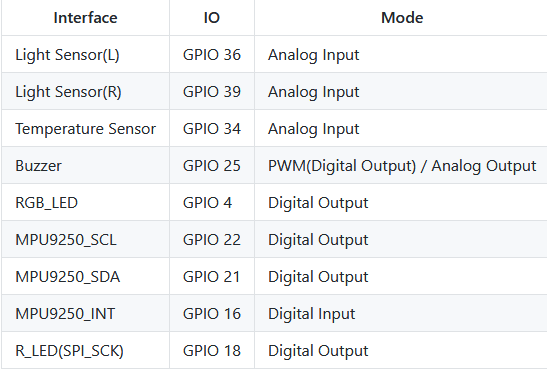 Interface IO Mode
Light Sensor(L) GPIO 36 Analog Input
Light Sensor(R) GPIO 39 Analog Input
Temperature Sensor GPIO 34 Analog Input
Buzzer GPIO 25 PWM(Digital Output) / Analog Output
RGB_LED GPIO 4 Digital Output
MPU9250_SCL GPIO 22 Digital Output
MPU9250_SDA GPIO 21 Digital Output
MPU9250_INT GPIO 16 Digital Input
R_LED(SPI_SCK) GPIO 18 Digital Output